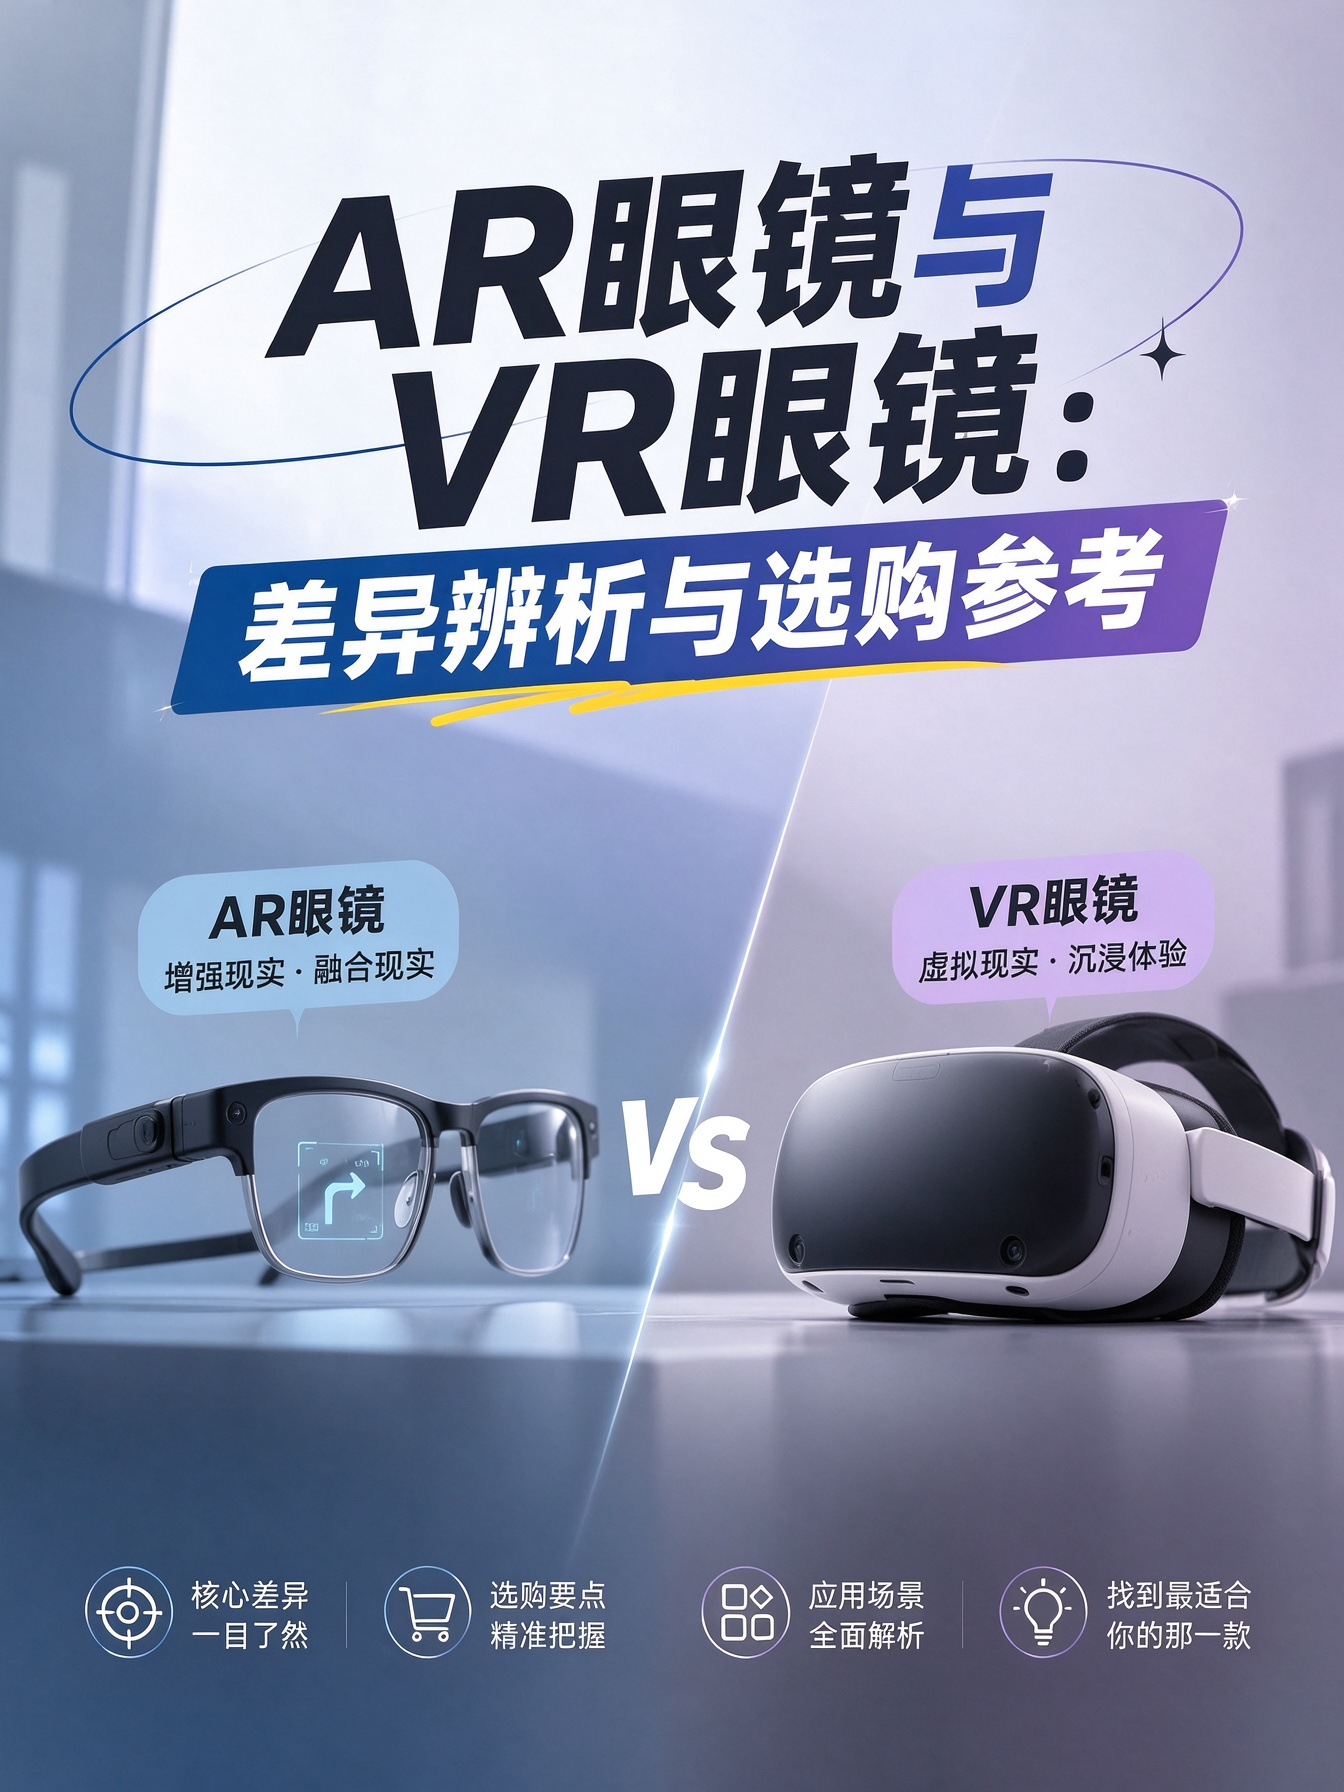 AR眼镜与
VR眼镜：
差异辨析与选购参考
AR眼镜
增强现实·融合现实
VR眼镜
虚拟现实·沉浸体验
VS
核心差异
一目了然
选购要点
精准把握
应用场景
全面解析
找到最适合
你的那一款